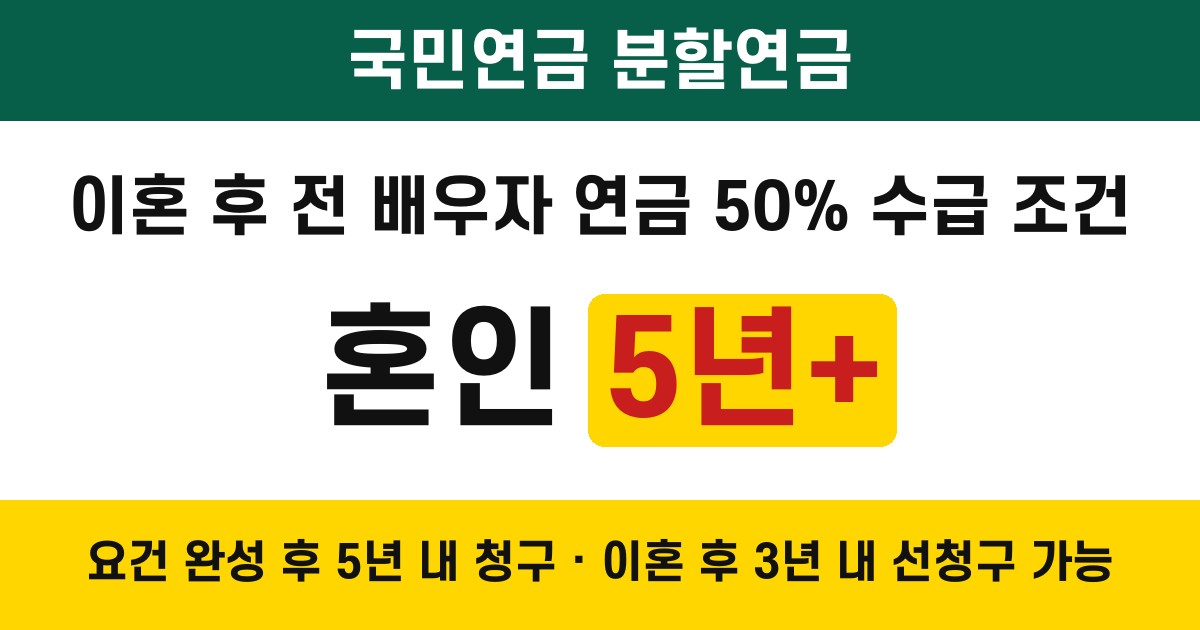 국민연금 분할연금
이혼 후 전 배우자 연금 50% 수급 조건
혼인 5년+
요건 완성 후 5년 내 청구 · 이혼 후 3년 내 선청구 가능